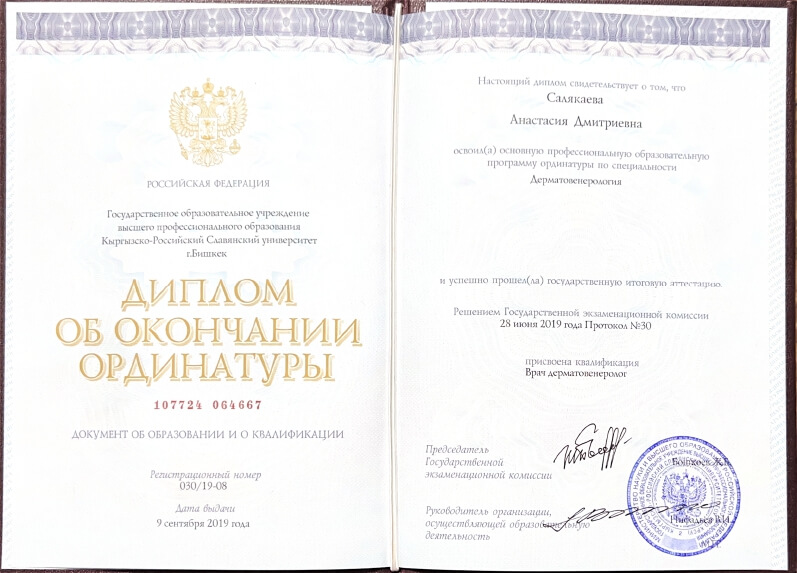 РОССИЙСКАЯ ФЕДЕРАЦИЯ
Государственное образовательное учреждение
высшего профессионального образования
Кыргызско-Российский Славянский университет
г.Бишкек
ДИПЛОМ
ОБ ОКОНЧАНИИ
ОРДИНАТУРЫ
107724 064667
ДОКУМЕНТ ОБ ОБРАЗОВАНИИ И О КВАЛИФИКАЦИИ
Регистрационный номер
030/19-08
Дата выдачи
9 сентября 2019 года
Настоящий диплом свидетельствует о том, что
Салякаева
Анастасия Дмитриевна
освоил(а) основную профессиональную образовательную
программу ординатуры по специальности
Дерматовенерология
и успешно прошел(ла) государственную итоговую аттестацию.
Решением Государственной экзаменационной комиссии
28 июня 2019 года Протокол №30
присвоена квалификация
Врач дерматовенеролог
Председатель
Государственной
экзаменационной комиссии
Руководитель организации,
осуществляющей образовательную
деятельность
Нифадьев В.И.